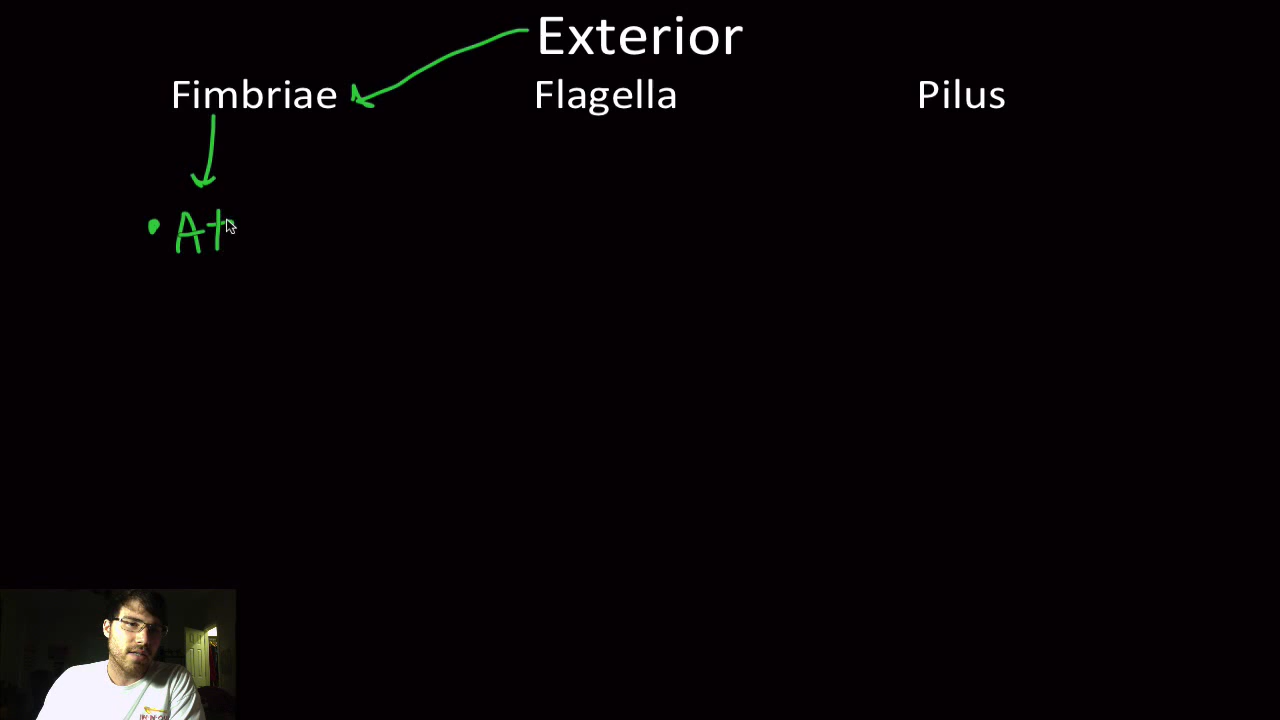 Exterior
Fimbriae Flagella Pilus
• At